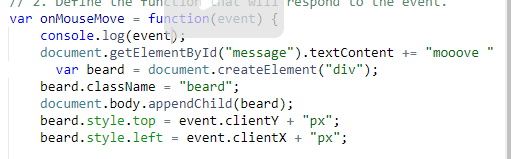 // 2. Define the function that will respond to the event.
var onMouseMove = function(event) {
console.log(event);
document.getElementById("message").textContent += "mooove "
var beard = document.createElement("div");
beard.className = "beard";
document.body.appendChild(beard);
beard.style.top = event.clientY + "px";
beard.style.left = event.clientX + "px";